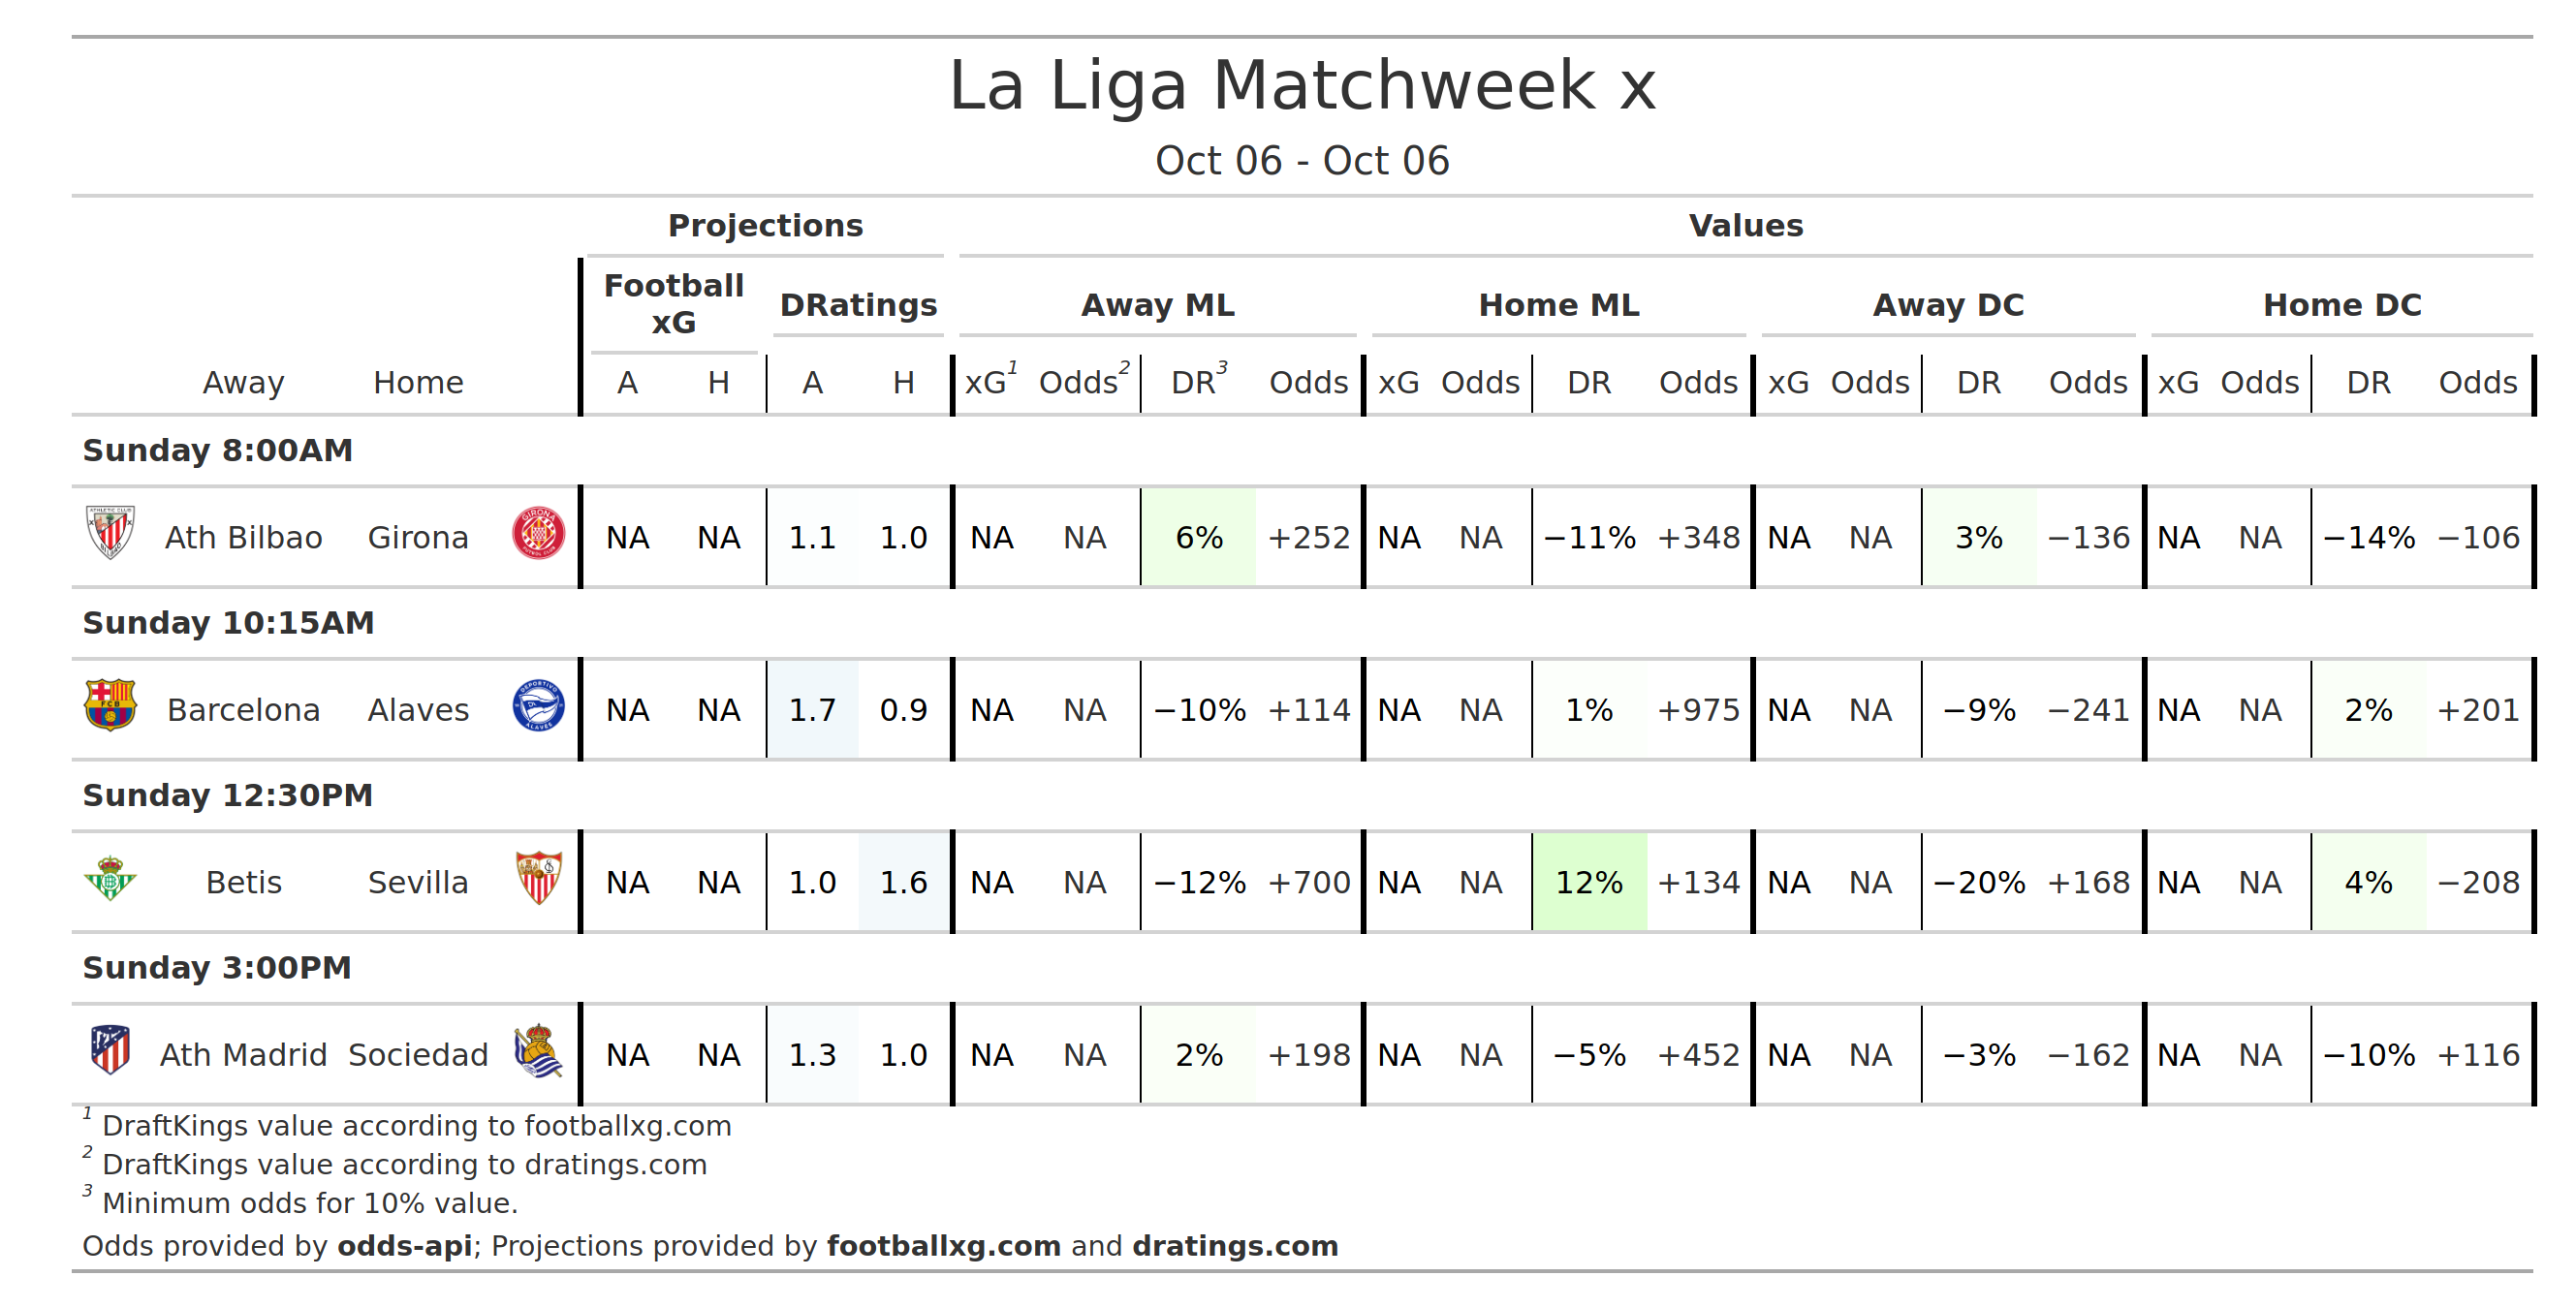 La Liga Matchweek x
Oct 06 - Oct 06
Projections Values
Football xG DRatings Away ML Home ML Away DC Home DC
Away Home A H A H xG1 Odds2 DR3 Odds xG Odds DR Odds xG Odds DR Odds xG Odds DR Odds
Sunday 8:00AM
Ath Bilbao Girona NA NA 1.1 1.0 NA NA 6% +252 NA NA −11% +348 NA NA 3% −136 NA NA −14% −106
Sunday 10:15AM
Barcelona Alaves NA NA 1.7 0.9 NA NA −10% +114 NA NA 1% +975 NA NA −9% −241 NA NA 2% +201
Sunday 12:30PM
Betis Sevilla NA NA 1.0 1.6 NA NA −12% +700 NA NA 12% +134 NA NA −20% +168 NA NA 4% −208
Sunday 3:00PM
Ath Madrid Sociedad NA NA 1.3 1.0 NA NA 2% +198 NA NA −5% +452 NA NA −3% −162 NA NA −10% +116
1 DraftKings value according to footballxg.com
2 DraftKings value according to dratings.com
3 Minimum odds for 10% value.
Odds provided by odds-api; Projections provided by footballxg.com and dratings.com